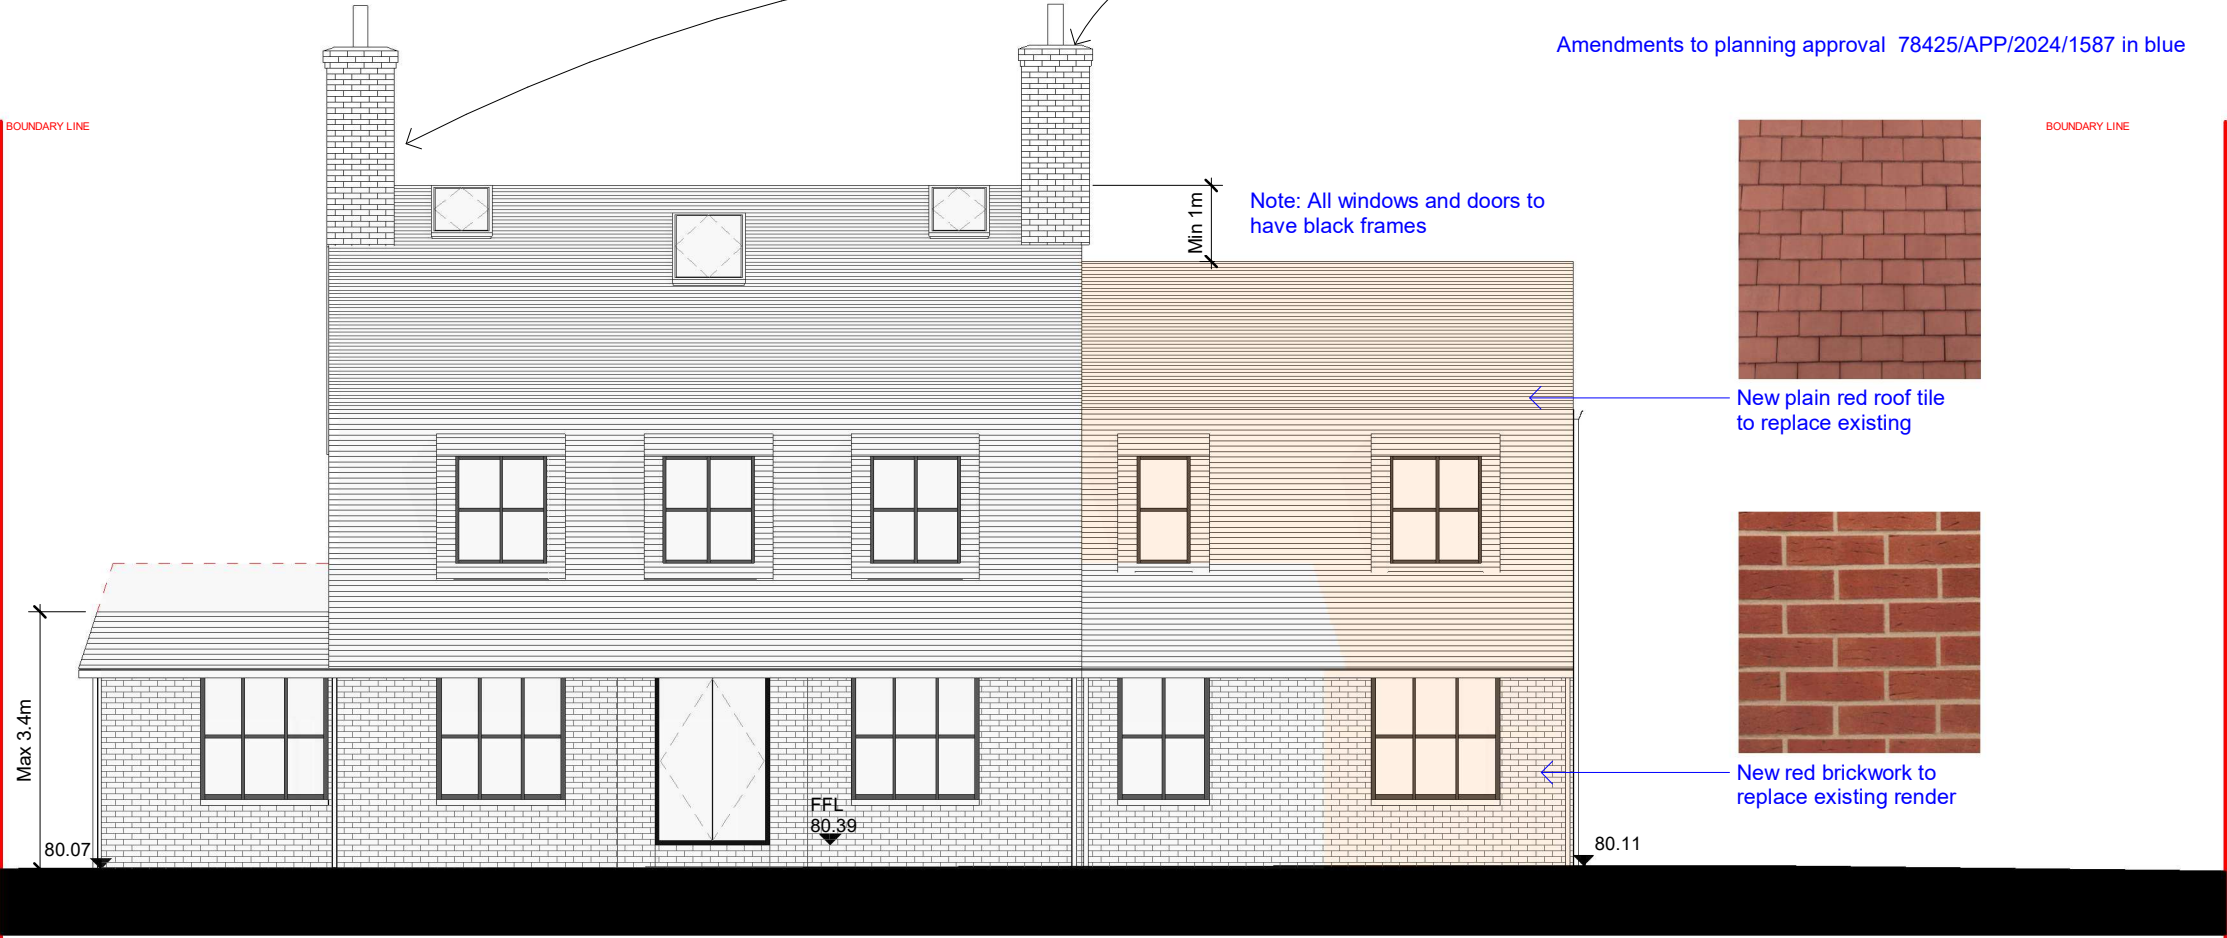 Amendments to planning approval 78425/APP/2024/1587 in blue
BOUNDARY LINE
BOUNDARY LINE
Min 1m
Note: All windows and doors to
have black frames
New plain red roof tile
to replace existing
Max 3.4m
New red brickwork to
replace existing render
FFL
80.39
80.07
80.11